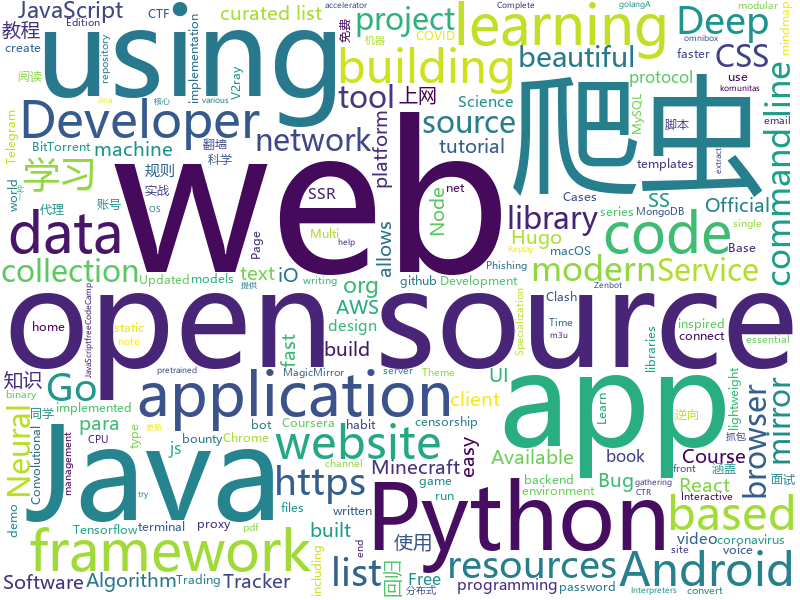 JavaScript CTF using curated list project learning Deep
教程 create Edition repository implementation V2ray 免费 accelerator Complete 机器 COVID golangA modular omnibox mindmap
阅读 building beautiful faster CSS
Telegram Developer tool 上网 Science protocol use komunitas
BitTorrent machine network platform source tutorial MySQL 脚本 templates extract email
翻墙 科学 爬虫
学习 world 实战 规则 web SSR Node net library series MongoDB Cases SS Official single command line
代理 账号 OS Page
data Multi help allows Hugo macOS code Base
collection Updated models text iO writing org github Development Phishing modern Service
home static note JavaScriptfreeCodeCamp open source AWS design Replay Clash Time m3u Specialization Zenbot inspired connect essential
知识 pretrained MagicMirror server Theme fast build UI libraries
binary Go application client app Learn lightweight browser mirror
Neural 同学 implemented para type 更新 bot Coursera habit censorship easy Available book Course 逆向 抓包
Convolutional CPU management js bounty Chrome website channel Minecraft backend Bug React 涵盖 面试 front
demo Java https game run environment gathering CTR Interactive based
Tensorflow terminal proxy files pdf built written Python video coronavirus
framework including end 使用 list resources site voice
Software Algorithm Trading Tracker try Free 回归 programming 分布式 password convert Interpreters Android
Jina 核心 various 一种 提供